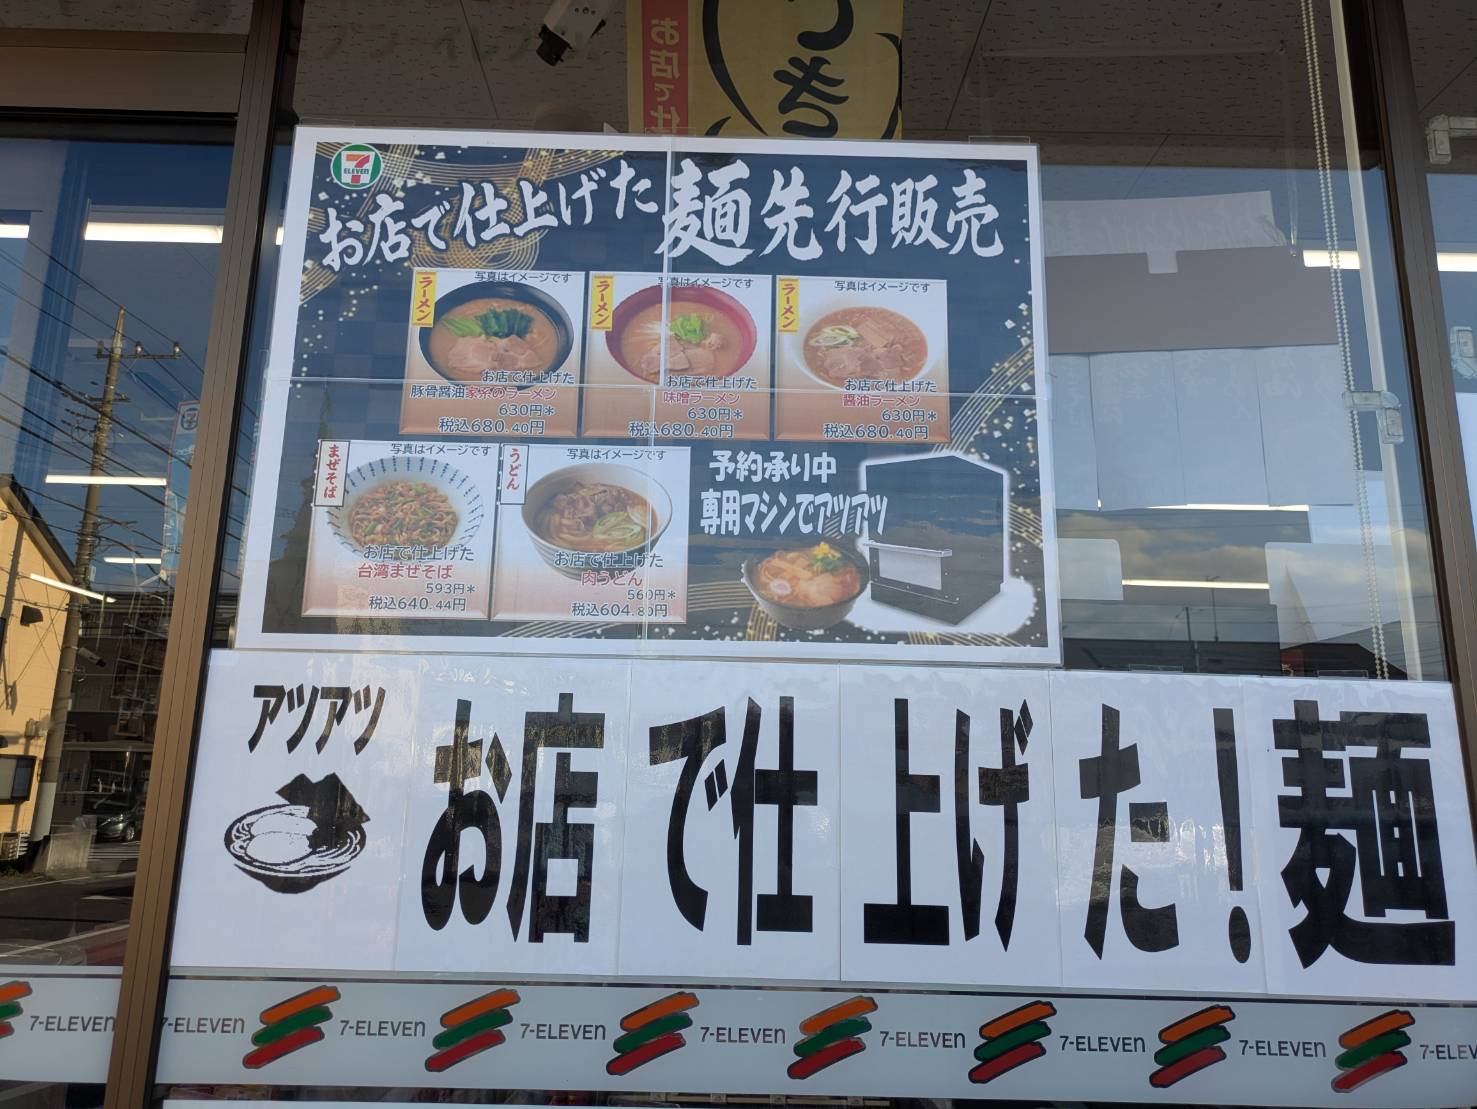 お店で仕
つき
7
ELEVEN
お店で仕上げた麺先行販売
写真はイメージです
ラーメン
お店で仕上げた
豚骨醤油家系のラーメン
630円*
税込680.40円
写真はイメージです
ラーメン
お店で仕上げた
味噌ラーメン
630円*
税込680.40円
写真はイメージです
ラーメン
お店で仕上げた
醤油ラーメン
630円*
税込680.40円
写真はイメージです
まぜそば
お店で仕上げた
台湾まぜそば
593円*
税込640.44円
写真はイメージです
うどん
お店で仕上げた
肉うどん
560円*
税込604.80円
予約承り中
専用マシンでアツアツ
アツアツ
お店で仕上げた!麺
7-ELEVEN 7-ELEVEN 7-ELEVEN 7-ELEVEN 7-ELEVEN 7-ELEVEN 7-ELEVEN 7-ELEVEN 7-ELEV